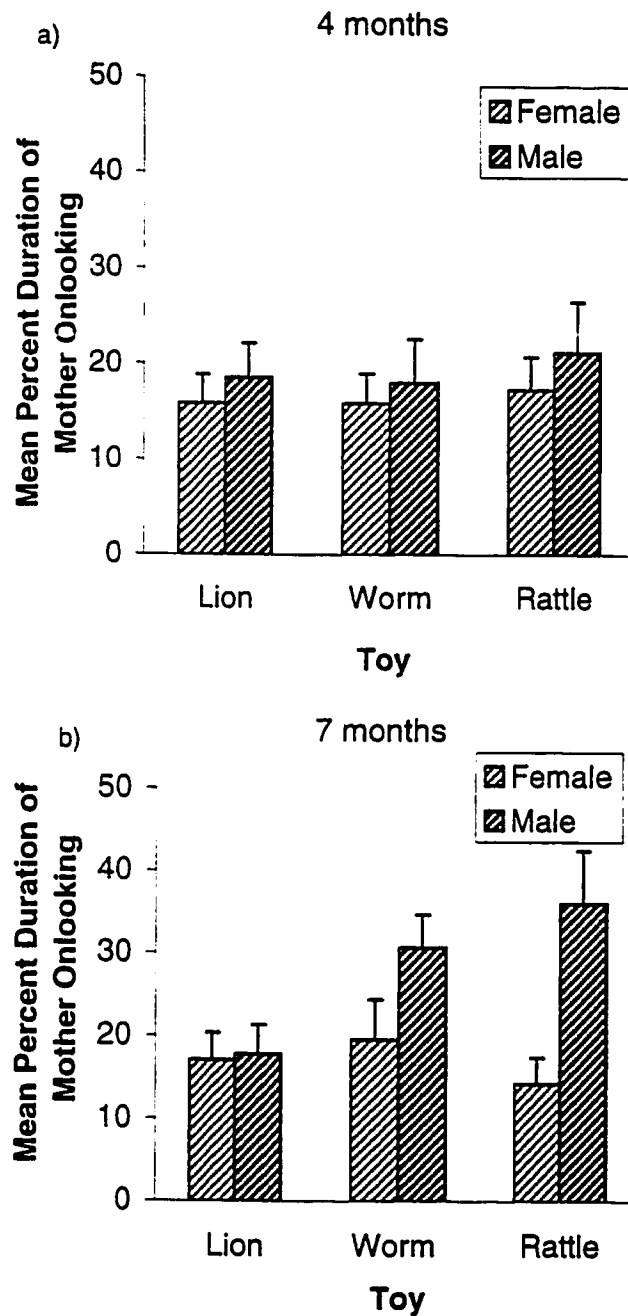 a)
4 months
Mean Percent Duration of
Mother Onlooking
50
40
30
20
10
0
Female
Male
Lion Worm Rattle
Toy
b)
7 months
Mean Percent Duration of
Mother Onlooking
50
40
30
20
10
0
Female
Male
Lion Worm Rattle
Toy